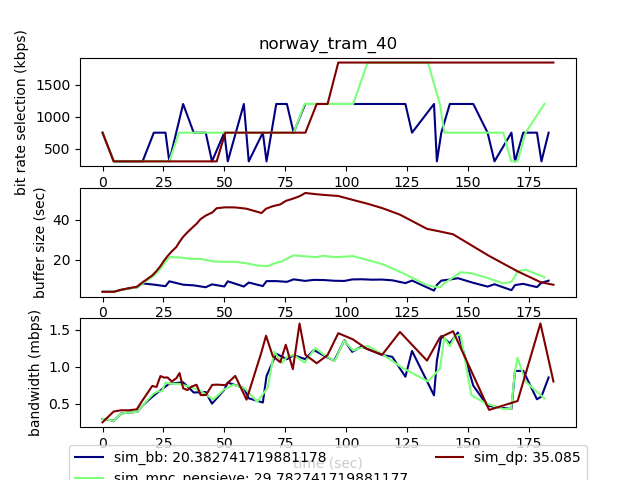 norway_tram_40
bit rate selection (kbps)
1500
1000
500
0 25 50 75 100 125 150 175
buffer size (sec)
40
20
0 25 50 75 100 125 150 175
bandwidth (mbps)
1.5
1.0
0.5
0 25 50 75 100 125 150 175
time (sec)
sim_bb: 20.382741719881178 sim_dp: 35.085
sim_mpc_pensieve: 29.782741719881177